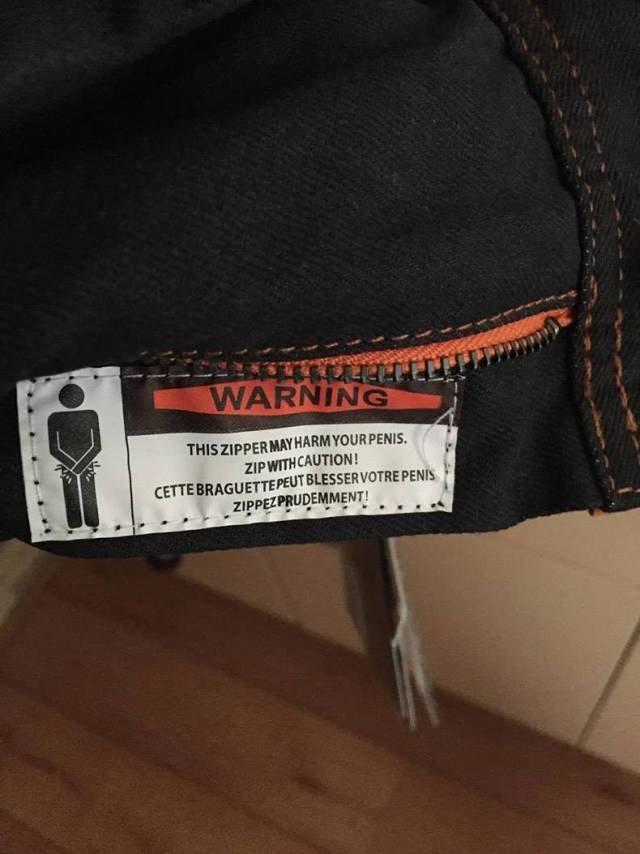 WARNING
THIS ZIPPER MAY HARM YOUR PENIS.
ZIP WITH CAUTION!
CETTE BRAGUETTE PEUT BLESSER VOTRE PENIS
ZIPPEZ PRUDEMMENT!